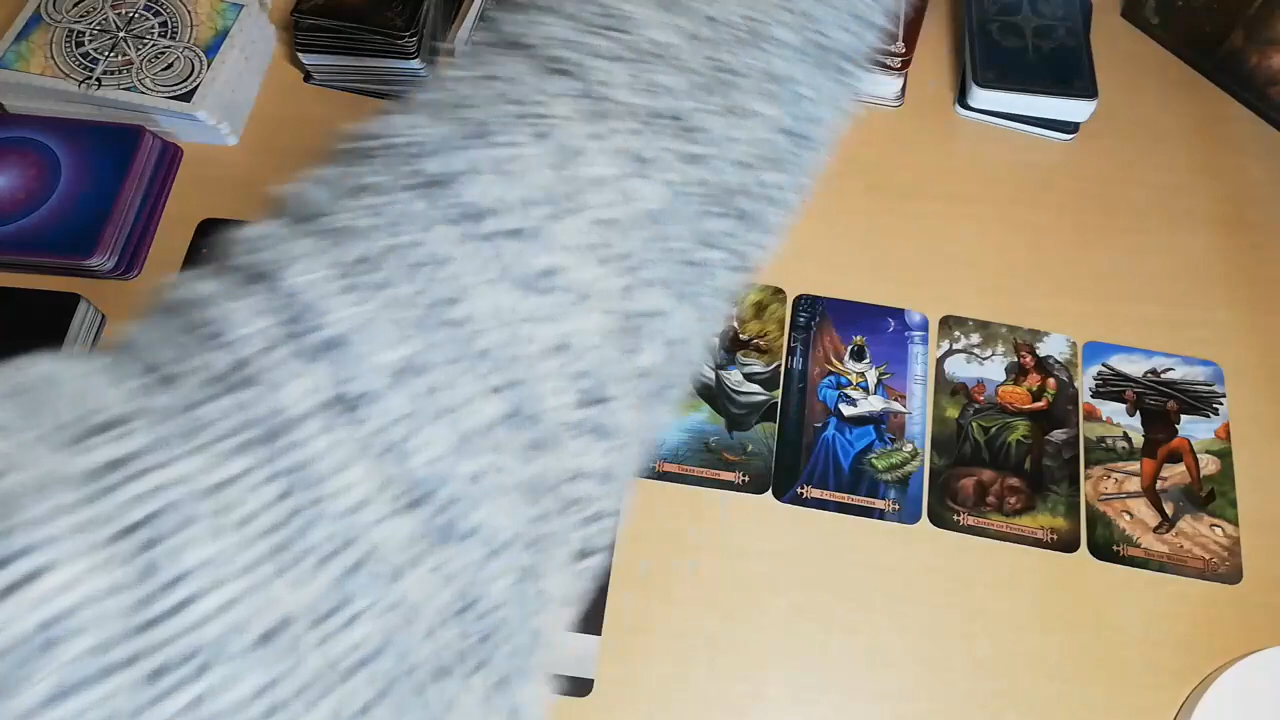 THREE OF CUPS
2 • HIGH PRIESTESS
QUEEN OF PENTACLES
TEN OF WANDS